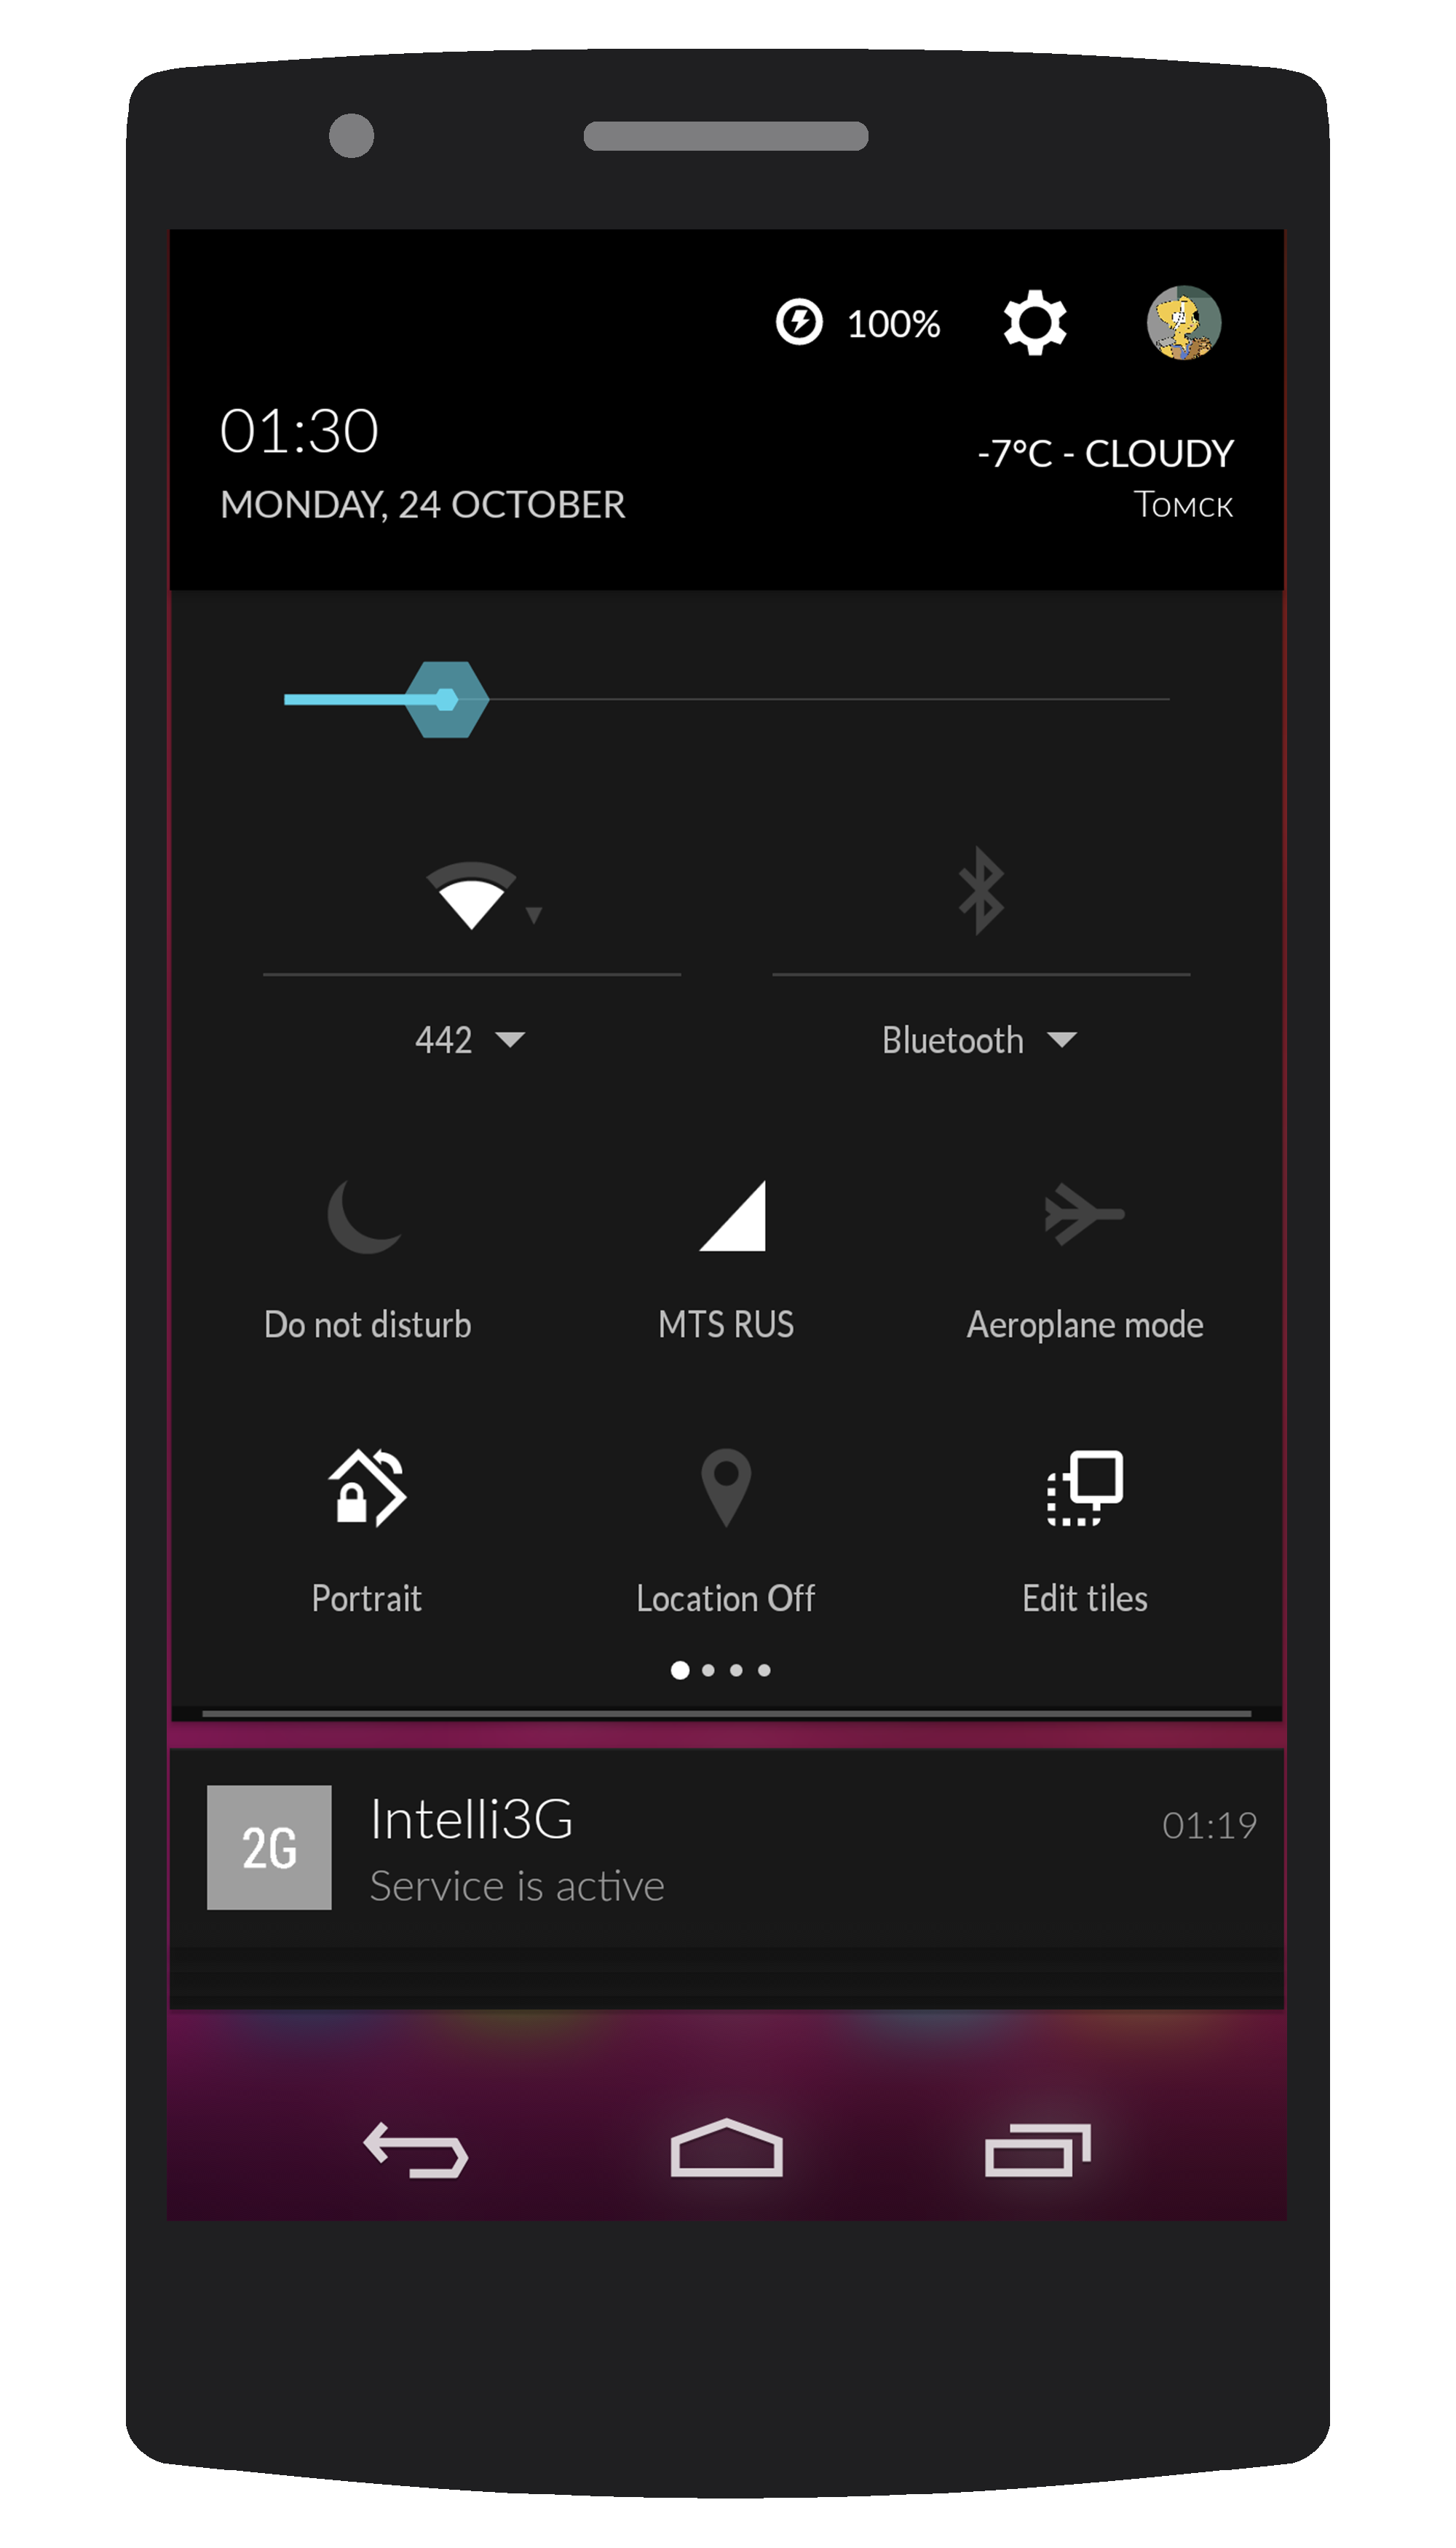 100%
01:30
-7°C - CLOUDY
MONDAY, 24 OCTOBER
Томск
442
Bluetooth
Do not disturb
MTS RUS
Aeroplane mode
Portrait
Location Off
Edit tiles
2G
Intelli3G
01:19
Service is active